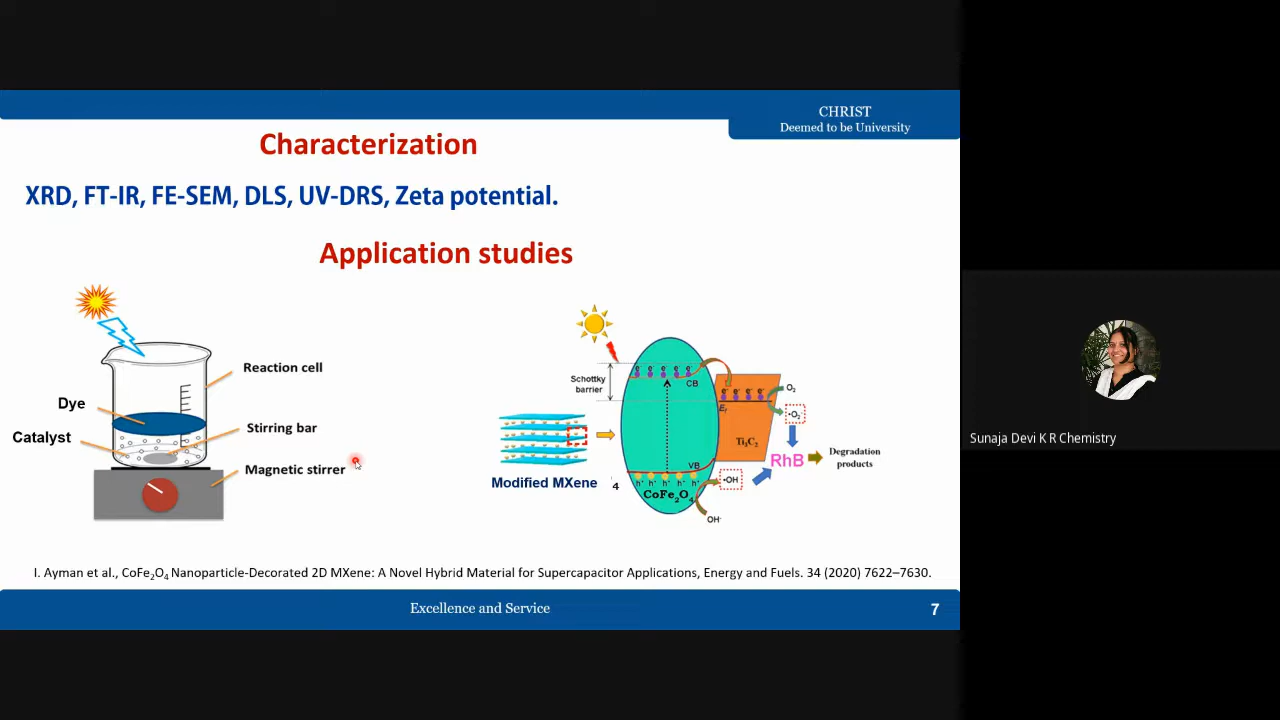 CHRIST
Deemed to be University
Characterization
XRD, FT-IR, FE-SEM, DLS, UV-DRS, Zeta potential.
Application studies
Reaction cell
Dye
Stirring bar
Catalyst
Magnetic stirrer
Schottky
barrier
e⁻ e⁻ e⁻ e⁻ e⁻
CB
e⁻ e⁻ e⁻ e⁻
O₂
Ef
•O₂⁻
Ti₃C₂
Degradation
products
RhB
VB
Modified MXene
4
h⁺ h⁺ h⁺ h⁺ h⁺
•OH
CoFe₂O₄
OH⁻
I. Ayman et al., CoFe₂O₄ Nanoparticle-Decorated 2D MXene: A Novel Hybrid Material for Supercapacitor Applications, Energy and Fuels. 34 (2020) 7622–7630.
Excellence and Service
7
Sunaja Devi K R Chemistry